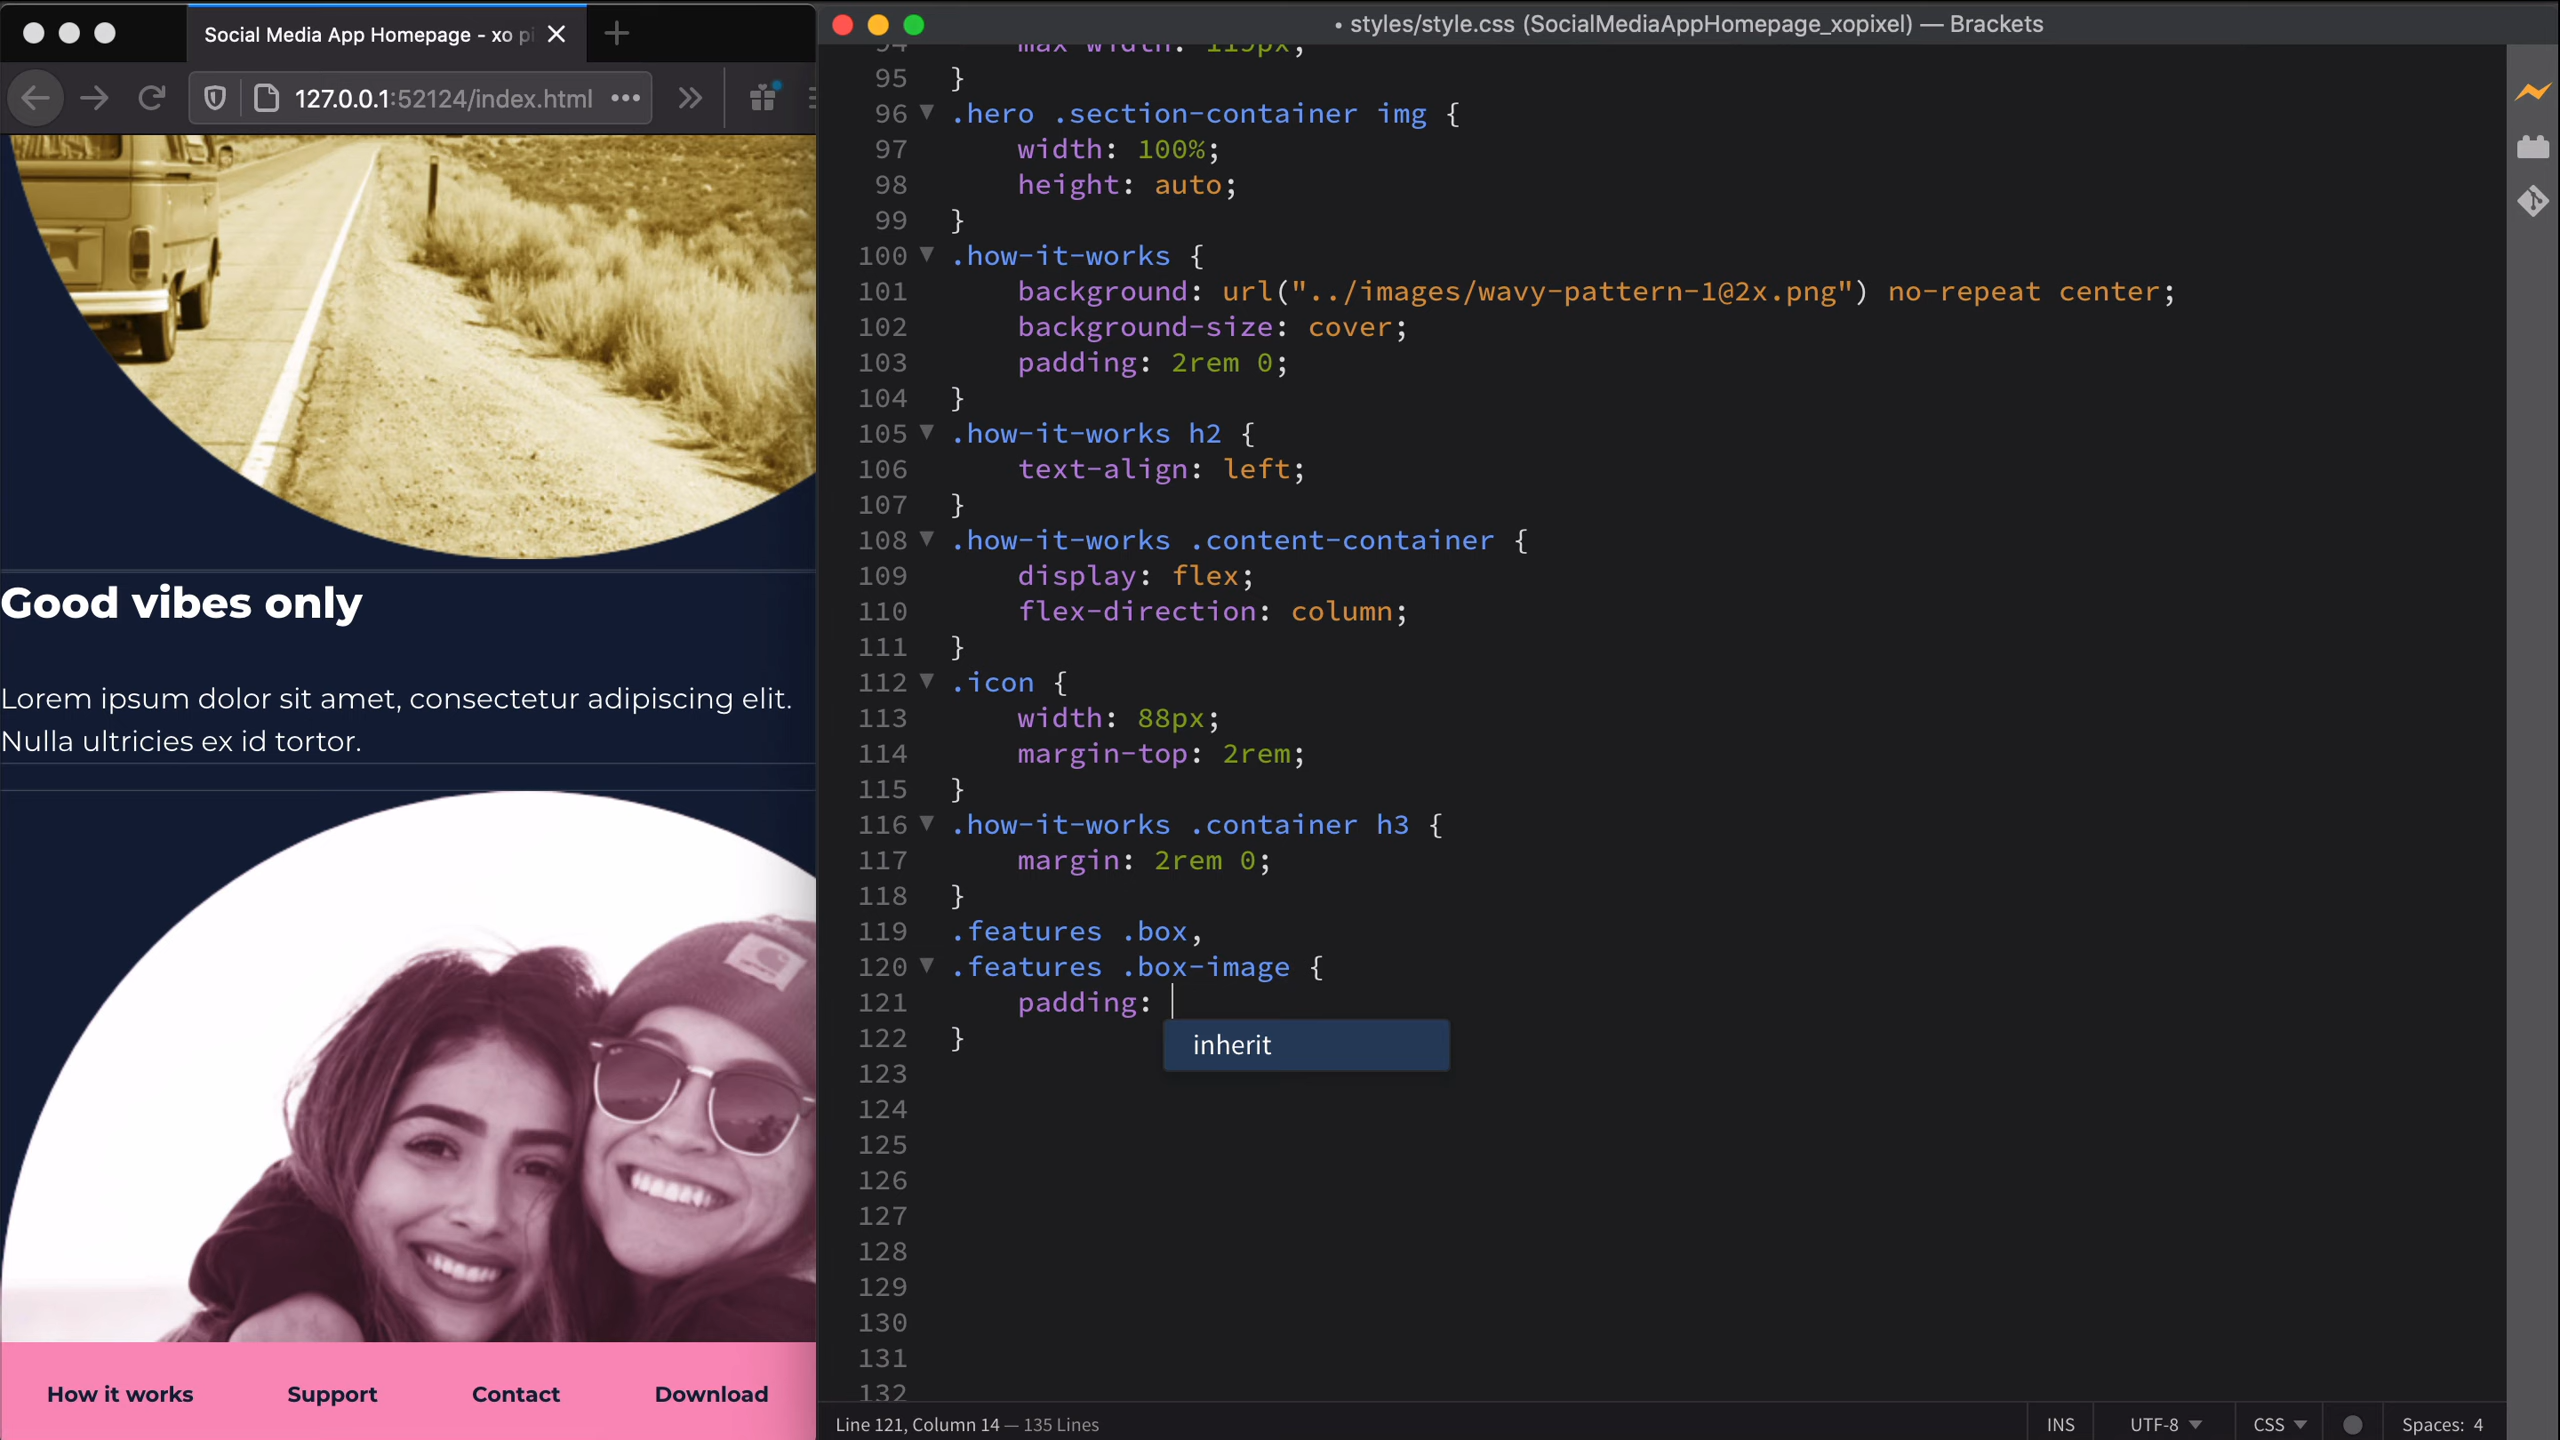 Social Media App Homepage - xo pi
127.0.0.1:52124/index.html
Good vibes only
Lorem ipsum dolor sit amet, consectetur adipiscing elit.
Nulla ultricies ex id tortor.
How it works Support Contact Download
• styles/style.css (SocialMediaAppHomepage_xopixel) — Brackets
94 max-width: 115px;
95 }
96 .hero .section-container img {
97 width: 100%;
98 height: auto;
99 }
100 .how-it-works {
101 background: url("../images/wavy-pattern-1@2x.png") no-repeat center;
102 background-size: cover;
103 padding: 2rem 0;
104 }
105 .how-it-works h2 {
106 text-align: left;
107 }
108 .how-it-works .content-container {
109 display: flex;
110 flex-direction: column;
111 }
112 .icon {
113 width: 88px;
114 margin-top: 2rem;
115 }
116 .how-it-works .container h3 {
117 margin: 2rem 0;
118 }
119 .features .box,
120 .features .box-image {
121 padding:
inherit
122 }
123
124
125
126
127
128
129
130
131
132
Line 121, Column 14 — 135 Lines
INS UTF-8 CSS Spaces: 4